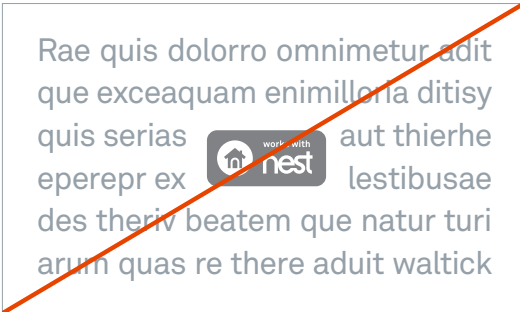 Rae quis dolorro omnimetur adit
que exceaquam enimilloria ditisy
quis serias aut thierhe
works with
nest
eperepr ex lestibusae
des theriv beatem que natur turi
arum quas re there aduit waltick